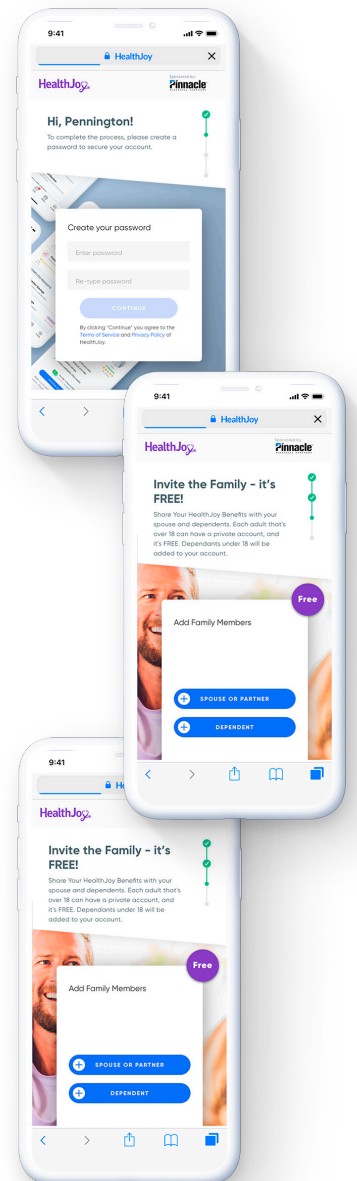 9:41
HealthJoy
HealthJoy
Sponsored by
Pinnacle
Hi, Pennington!
To complete the process, please create a
password to secure your account.
Create your password
Enter password
Re-type password
CONTINUE
By clicking "Continue" you agree to the
Terms of Service and Privacy Policy of
HealthJoy.
9:41
HealthJoy
HealthJoy
Sponsored by
Pinnacle
Invite the Family - it's
FREE!
Share Your HealthJoy Benefits with your
spouse and dependents. Each adult that's
over 18 can have a private account, and
it's FREE. Dependants under 18 will be
added to your account.
Free
Add Family Members
SPOUSE OR PARTNER
DEPENDENT
9:41
HealthJoy
Invite the Family - it's
FREE!
Share Your HealthJoy Benefits with your
spouse and dependents. Each adult that's
over 18 can have a private account, and
it's FREE. Dependants under 18 will be
added to your account.
Free
Add Family Members
SPOUSE OR PARTNER
DEPENDENT